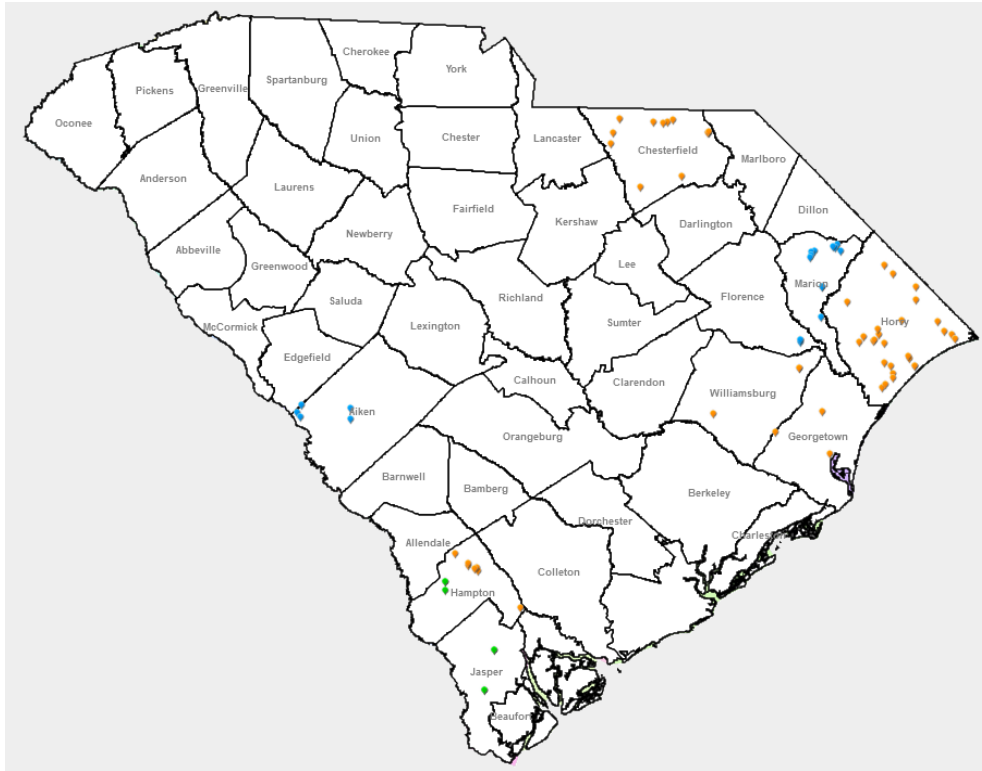 Cherokee
York
Spartanburg
Greenville
Pickens
Oconee
Union
Chester
Lancaster
Chesterfield
Marlboro
Anderson
Laurens
Fairfield
Kershaw
Darlington
Dillon
Abbeville
Newberry
Greenwood
Lee
Marion
Saluda
Richland
Florence
McCormick
Lexington
Sumter
Horry
Edgefield
Calhoun
Clarendon
Williamsburg
Aiken
Orangeburg
Georgetown
Barnwell
Bamberg
Berkeley
Dorchester
Charleston
Allendale
Colleton
Hampton
Jasper
Beaufort